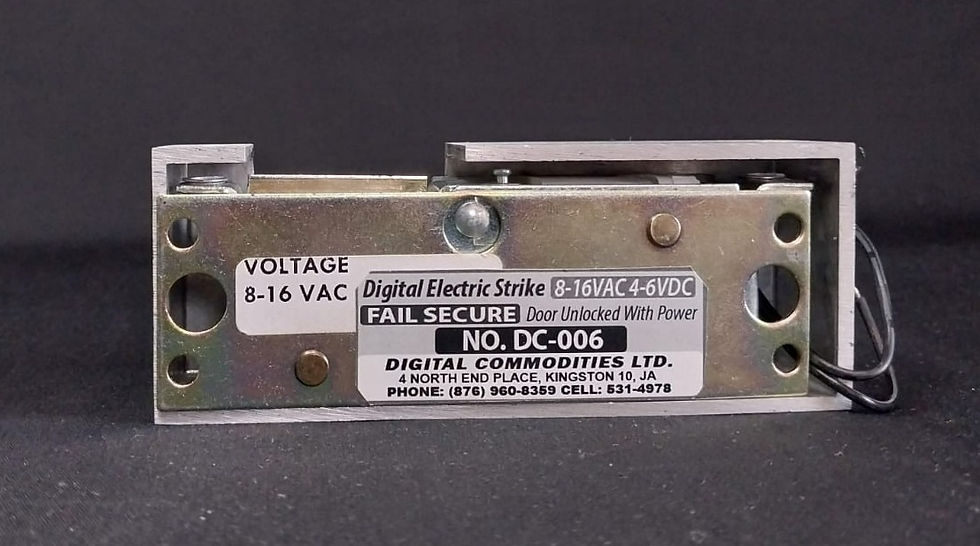 VOLTAGE
8-16 VAC
Digital Electric Strike 8-16VAC 4-6VDC
FAIL SECURE Door Unlocked With Power
NO. DC-006
DIGITAL COMMODITIES LTD.
4 NORTH END PLACE, KINGSTON 10, JA
PHONE: (876) 960-8359 CELL: 531-4978